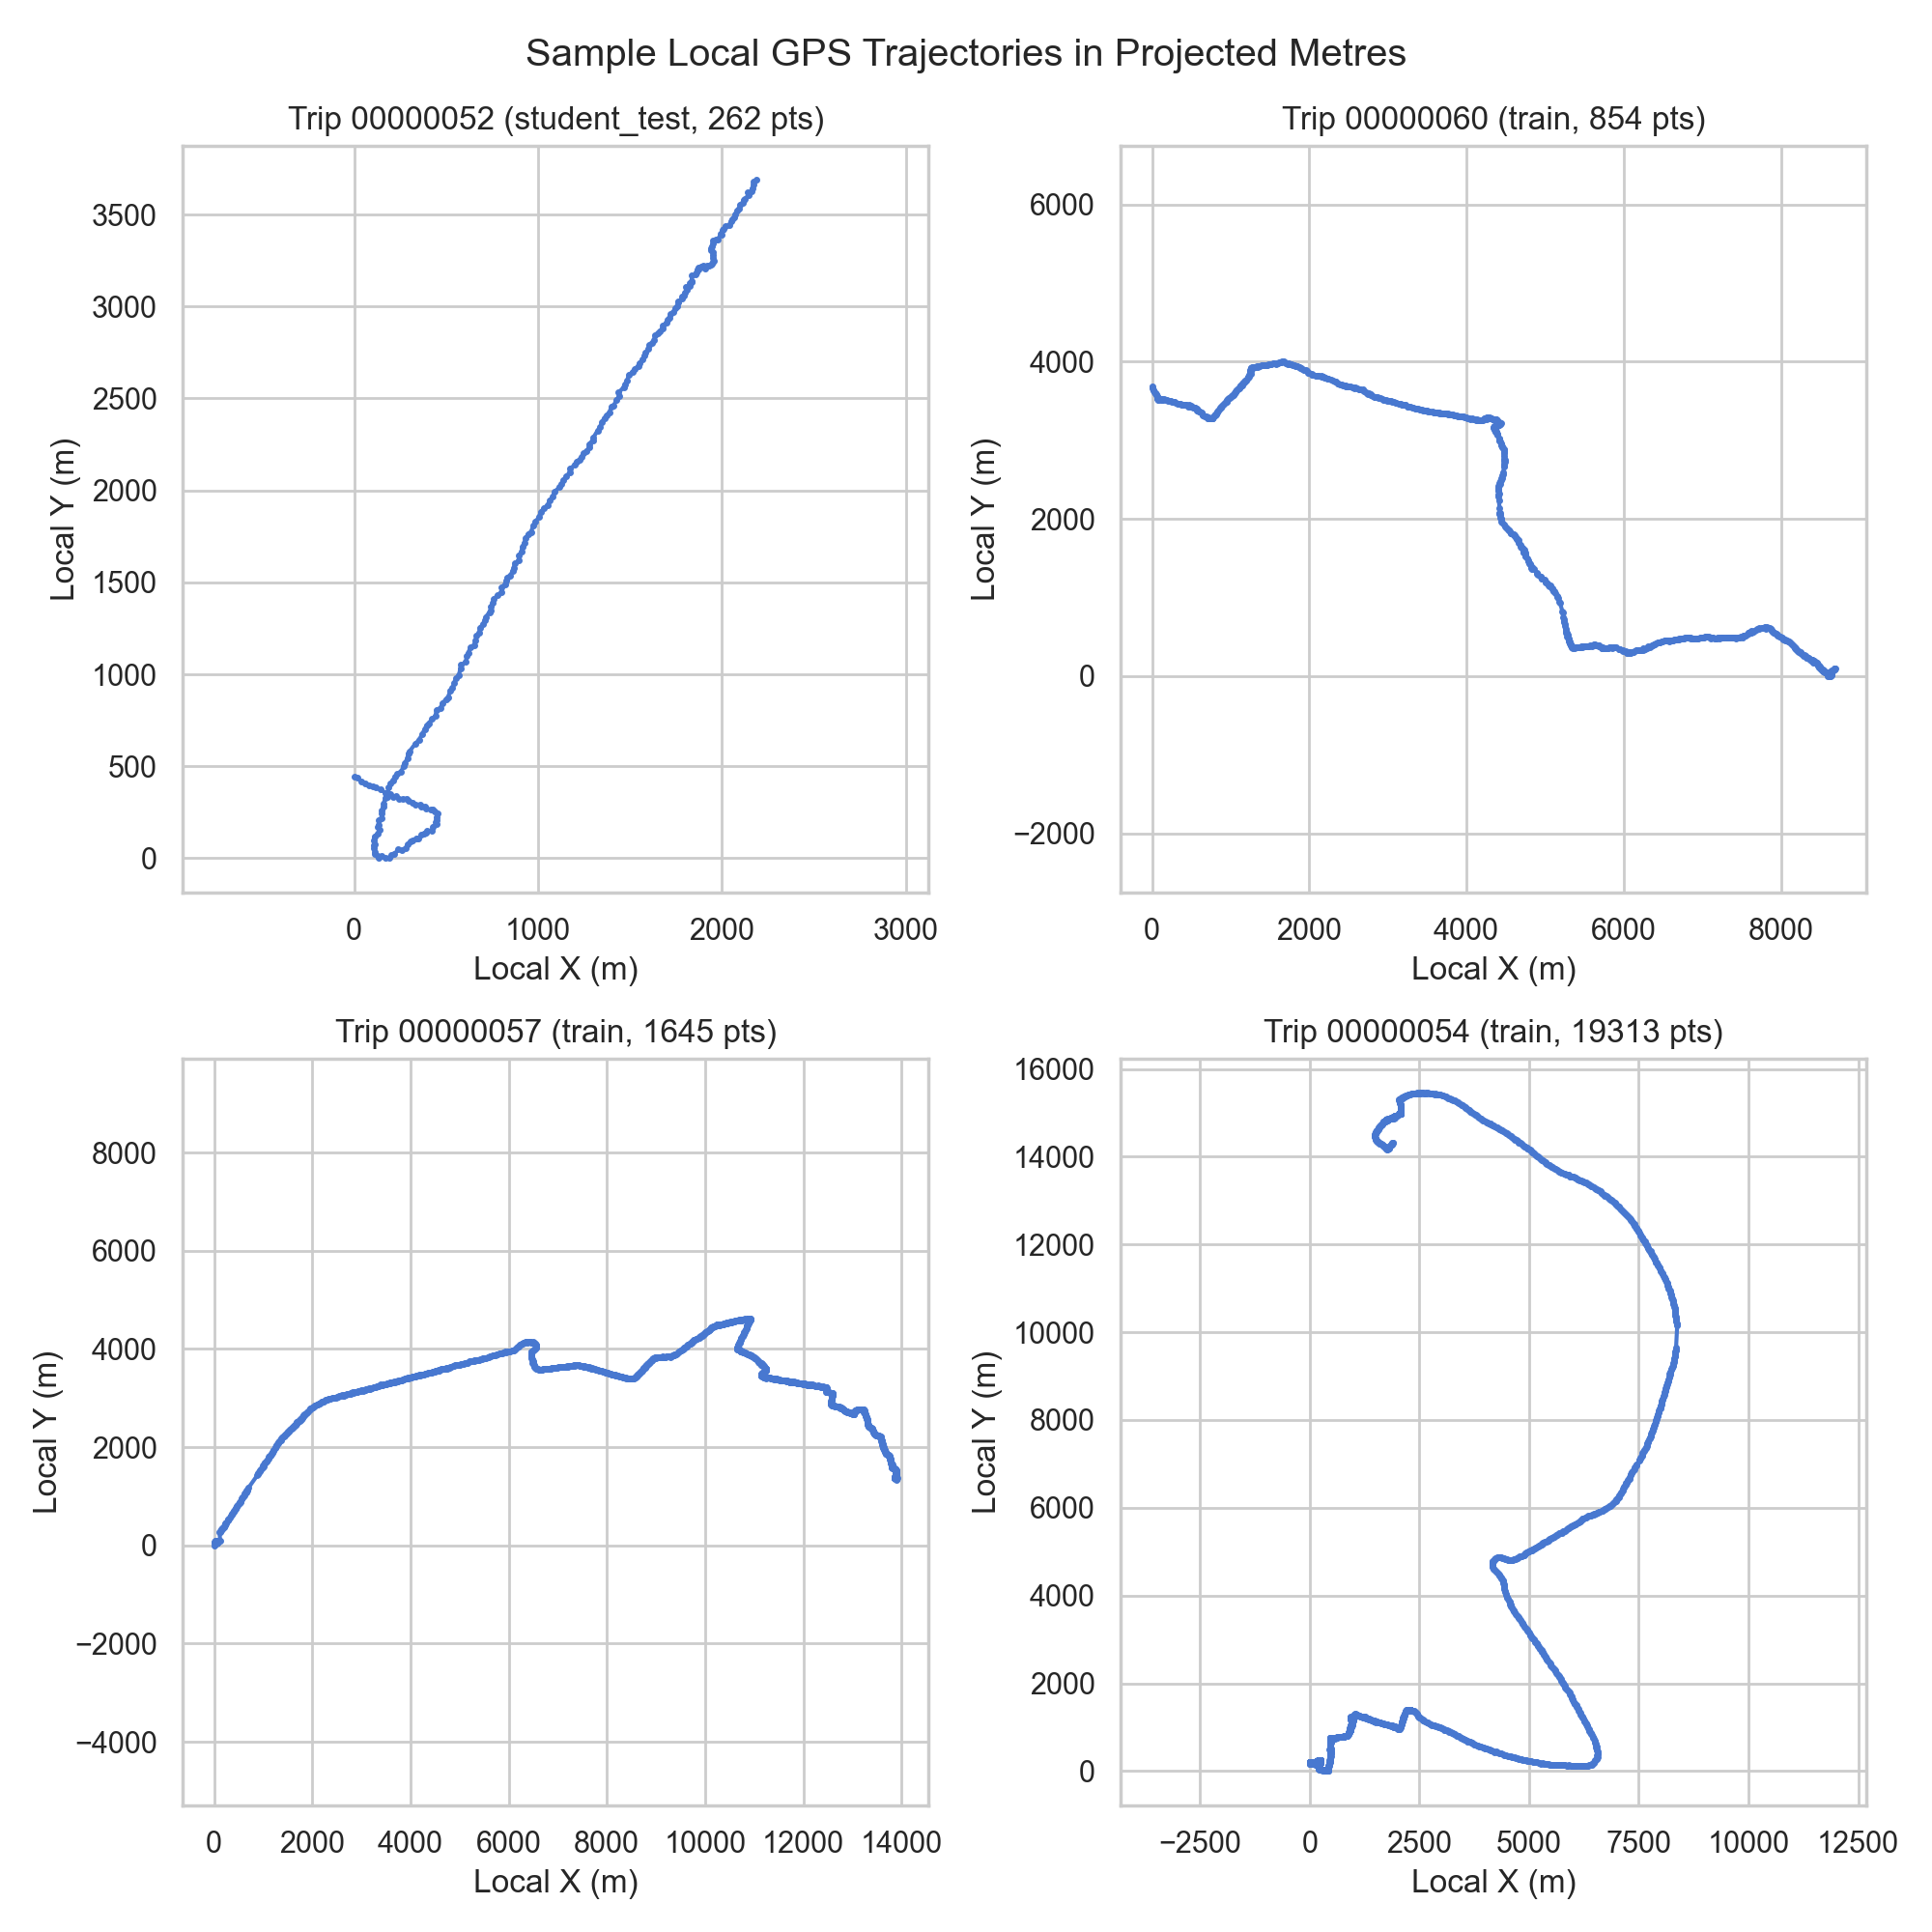 Sample Local GPS Trajectories in Projected Metres
Trip 00000052 (student_test, 262 pts)
3500
3000
2500
2000
1500
1000
500
0
Local Y (m)
0 1000 2000 3000
Local X (m)
Trip 00000060 (train, 854 pts)
6000
4000
2000
0
−2000
Local Y (m)
0 2000 4000 6000 8000
Local X (m)
Trip 00000057 (train, 1645 pts)
8000
6000
4000
2000
0
−2000
−4000
Local Y (m)
0 2000 4000 6000 8000 10000 12000 14000
Local X (m)
Trip 00000054 (train, 19313 pts)
16000
14000
12000
10000
8000
6000
4000
2000
0
Local Y (m)
−2500 0 2500 5000 7500 10000 12500
Local X (m)